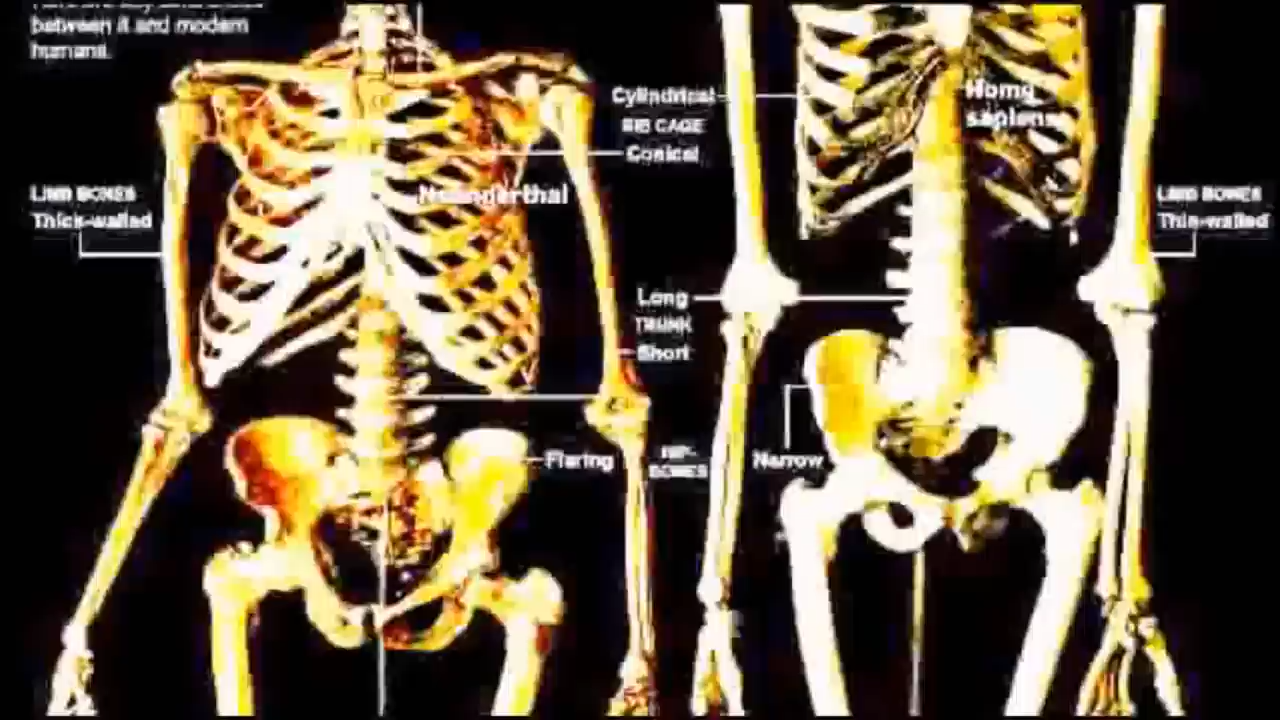 between it and modern
humans.
Cylindrical
RIB CAGE
Conical
Homo
sapiens
Neanderthal
LIMB BONES
Thick-walled
LIMB BONES
Thin-walled
Long
TRUNK
Short
Flaring
HIP-
BONES
Narrow